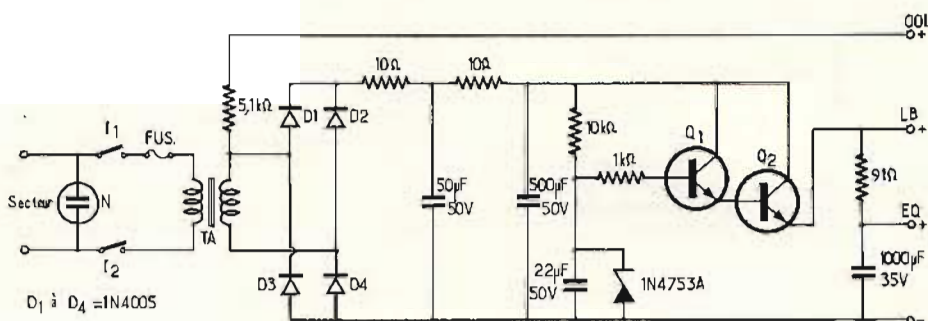 LB
EQ
10Ω
10Ω
5,1kΩ
D1
D2
D3
D4
I1
FUS.
Secteur
N
TA
I2
50µF
50V
500µF
50V
10kΩ
1kΩ
Q1
Q2
22µF
50V
1N4753A
91Ω
1000µF
35V
D1 à D4 =1N4005